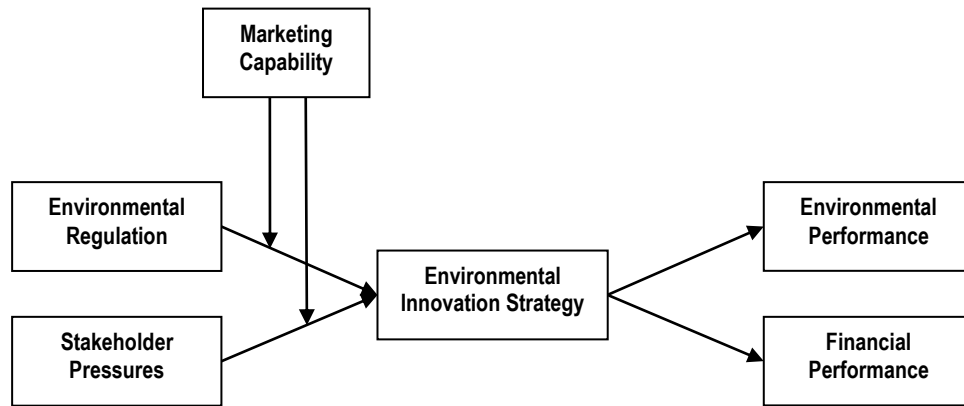 Marketing
Capability
Environmental
Regulation
Environmental
Performance
Environmental
Innovation Strategy
Stakeholder
Pressures
Financial
Performance